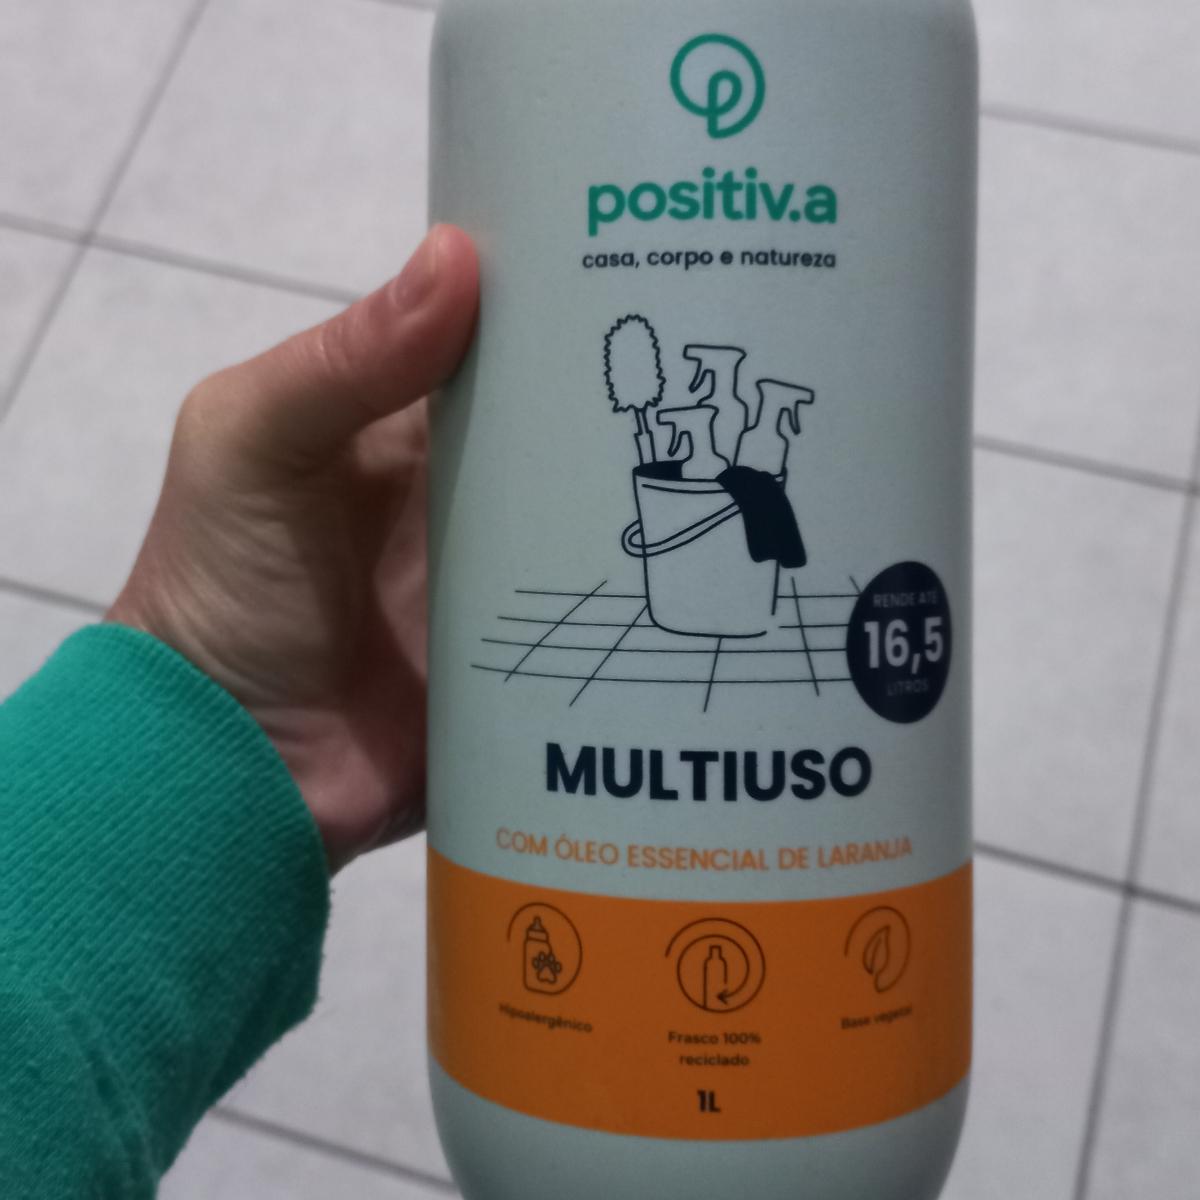 positiv.a
casa, corpo e natureza
RENDE ATÉ
16,5
LITROS
MULTIUSO
COM ÓLEO ESSENCIAL DE LARANJA
Hipoalergênico
Frasco 100%
reciclado
Base vegetal
1L